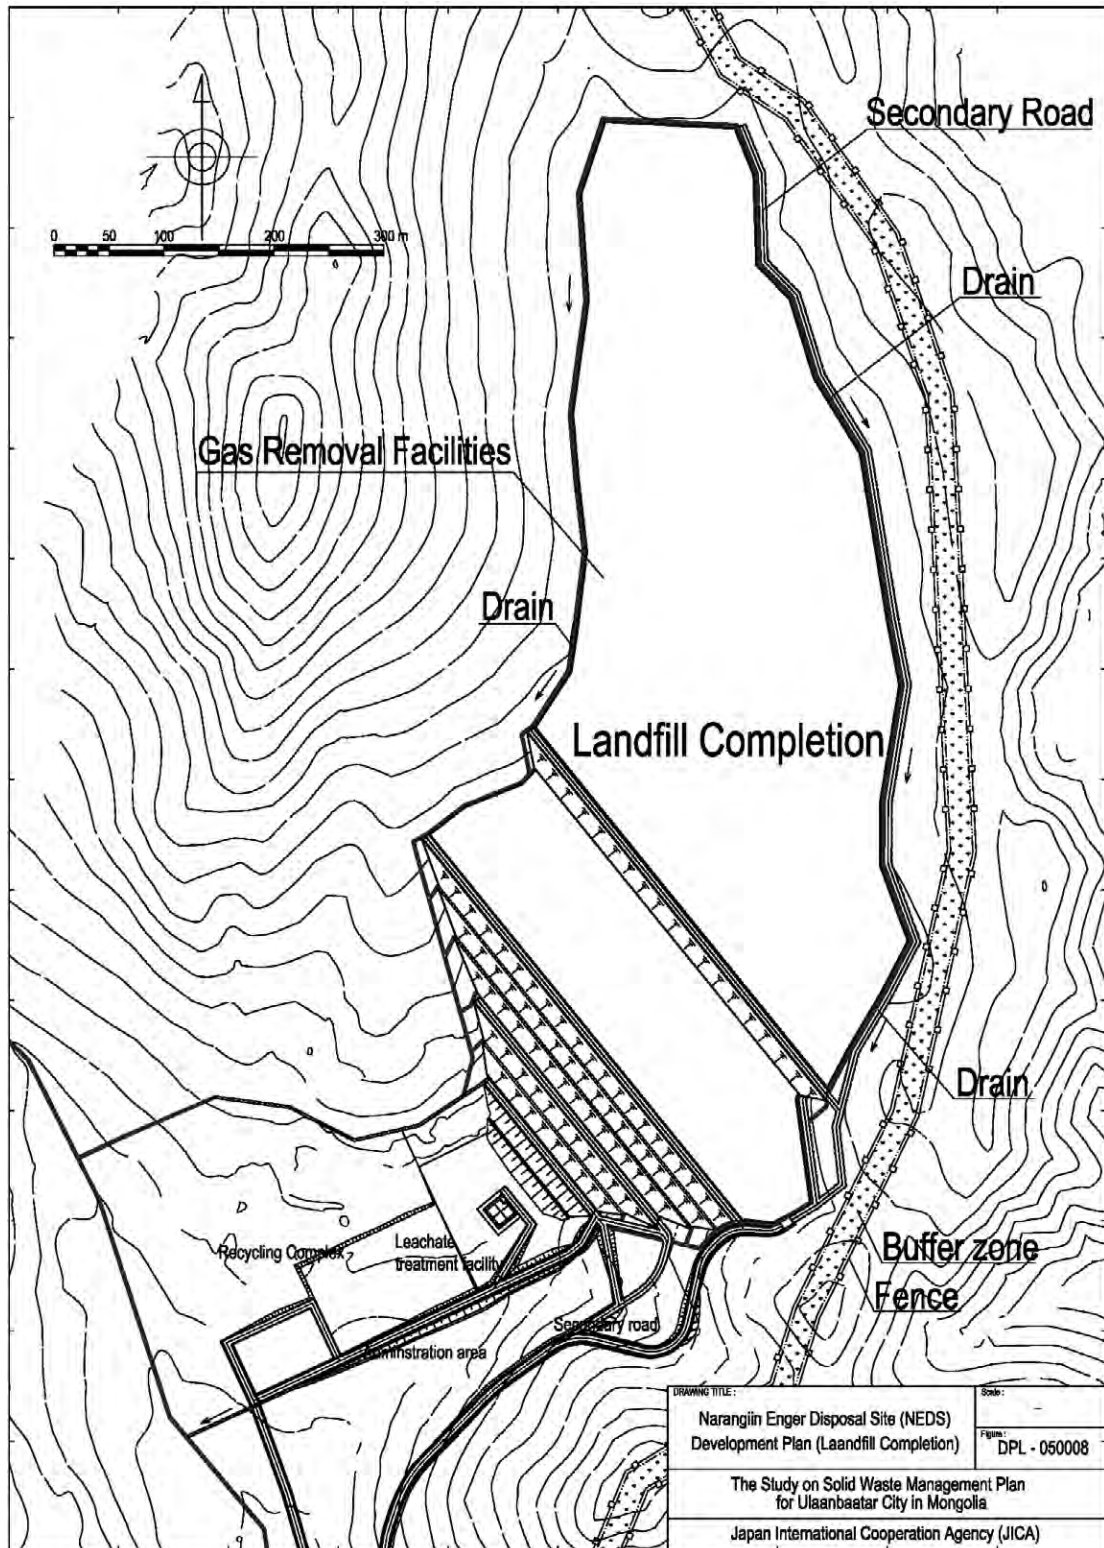 Secondary Road
0 50 100 200 300 m
Drain
Gas Removal Facilities
Drain
Landfill Completion
Drain
Recycling Complex
Leachate
treatment facility
Buffer zone
Fence
Secondary road
Adminstration area
DRAWING TITLE :
Narangiin Enger Disposal Site (NEDS)
Development Plan (Laandfill Completion)
Scale :
-
Figure :
DPL - 050008
The Study on Solid Waste Management Plan
for Ulaanbaatar City in Mongolia
Japan International Cooperation Agency (JICA)